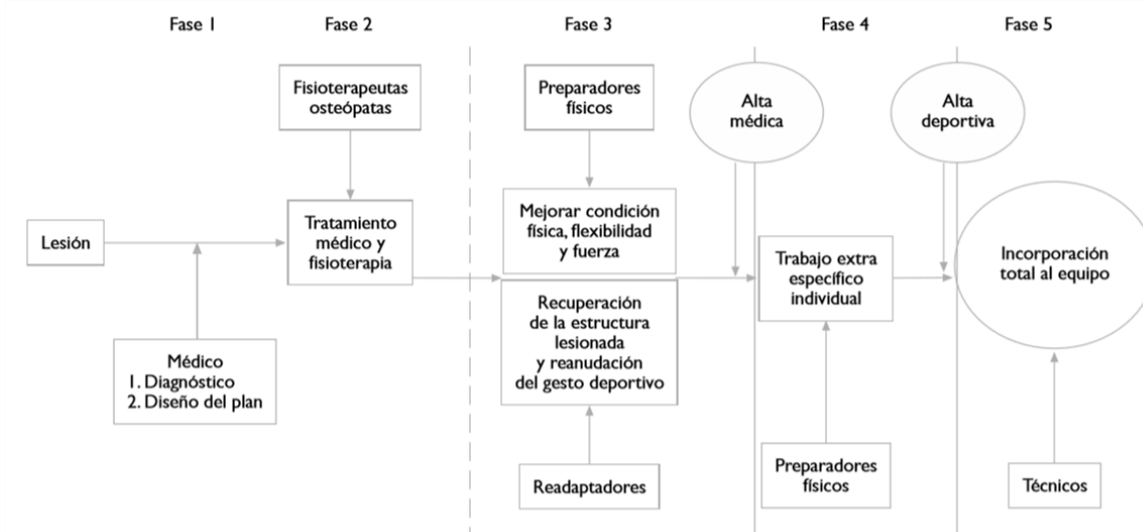 Fase 1
Fase 2
Fase 3
Fase 4
Fase 5
Fisioterapeutas
osteópatas
Preparadores
físicos
Alta
médica
Alta
deportiva
Lesión
Tratamiento
médico y
fisioterapia
Mejorar condición
física, flexibilidad
y fuerza
Recuperación
de la estructura
lesionada
y reanudación
del gesto deportivo
Trabajo extra
específico
individual
Incorporación
total al equipo
Médico
1. Diagnóstico
2. Diseño del plan
Readaptadores
Preparadores
físicos
Técnicos